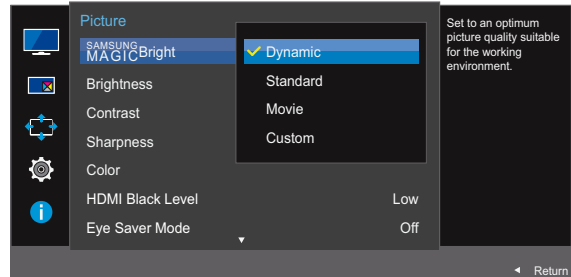 Picture
SAMSUNG
MAGICBright
Dynamic
Brightness
Standard
Contrast
Movie
Sharpness
Custom
Color
HDMI Black Level Low
Eye Saver Mode Off
Set to an optimum
picture quality suitable
for the working
environment.
Return